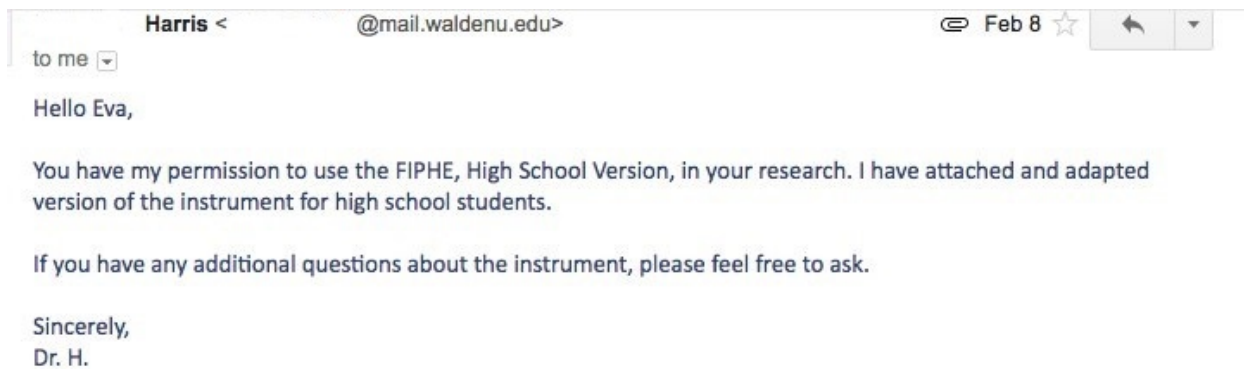 Harris < @mail.waldenu.edu> Feb 8
to me
Hello Eva,
You have my permission to use the FIPHE, High School Version, in your research. I have attached and adapted
version of the instrument for high school students.
If you have any additional questions about the instrument, please feel free to ask.
Sincerely,
Dr. H.